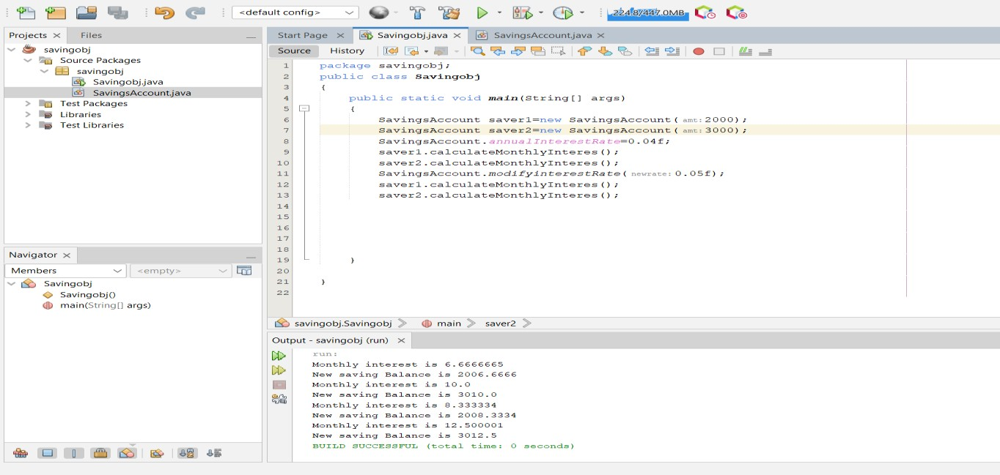 <default config>
224.8/447.0MB
Projects
Files
savingobj
Source Packages
savingobj
Savingobj.java
SavingsAccount.java
Test Packages
Libraries
Test Libraries
Navigator
Members
<empty>
Savingobj
Savingobj()
main(String[] args)
Start Page
Savingobj.java
SavingsAccount.java
Source
History
1 package savingobj;
2 public class Savingobj
3 {
4 public static void main(String[] args)
5 {
6 SavingsAccount saver1=new SavingsAccount( amt: 2000);
7 SavingsAccount saver2=new SavingsAccount( amt: 3000);
8 SavingsAccount.annualInterestRate=0.04f;
9 saver1.calculateMonthlyInteres();
10 saver2.calculateMonthlyInteres();
11 SavingsAccount.modifyinterestRate( newrate: 0.05f);
12 saver1.calculateMonthlyInteres();
13 saver2.calculateMonthlyInteres();
14
15
16
17
18
19 }
20
21 }
22
savingobj.Savingobj
main
saver2
Output - savingobj (run)
run:
Monthly interest is 6.6666665
New saving Balance is 2006.6666
Monthly interest is 10.0
New saving Balance is 3010.0
Monthly interest is 8.333334
New saving Balance is 2008.3334
Monthly interest is 12.500001
New saving Balance is 3012.5
BUILD SUCCESSFUL (total time: 0 seconds)